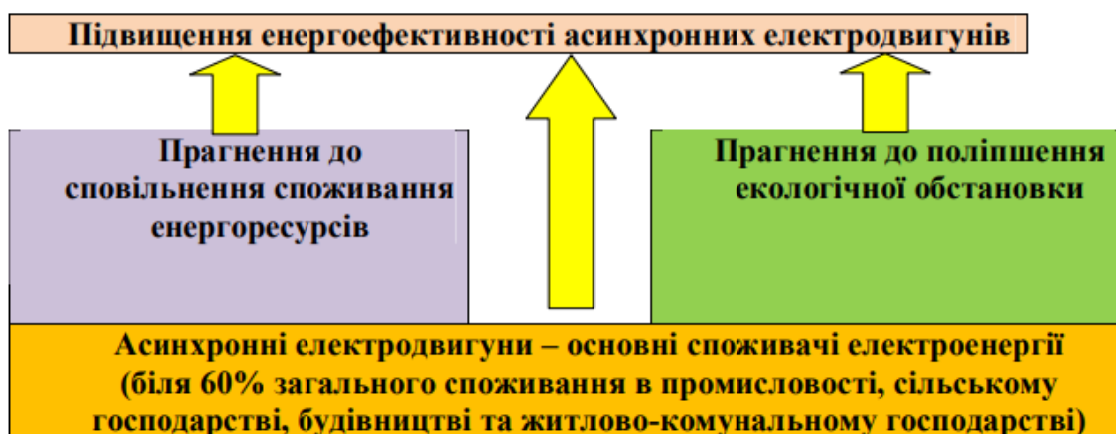 Підвищення енергоефективності асинхронних електродвигунів
Прагнення до
сповільнення споживання
енергоресурсів
Прагнення до поліпшення
екологічної обстановки
Асинхронні електродвигуни – основні споживачі електроенергії
(біля 60% загального споживання в промисловості, сільському
господарстві, будівництві та житлово-комунальному господарстві)